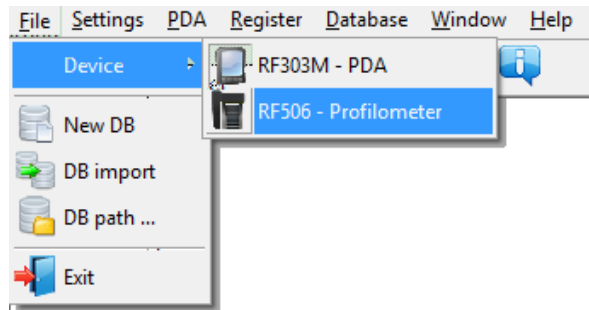 File Settings PDA Register Database Window Help
Device
RF303M - PDA
RF506 - Profilometer
New DB
DB import
DB path ...
Exit